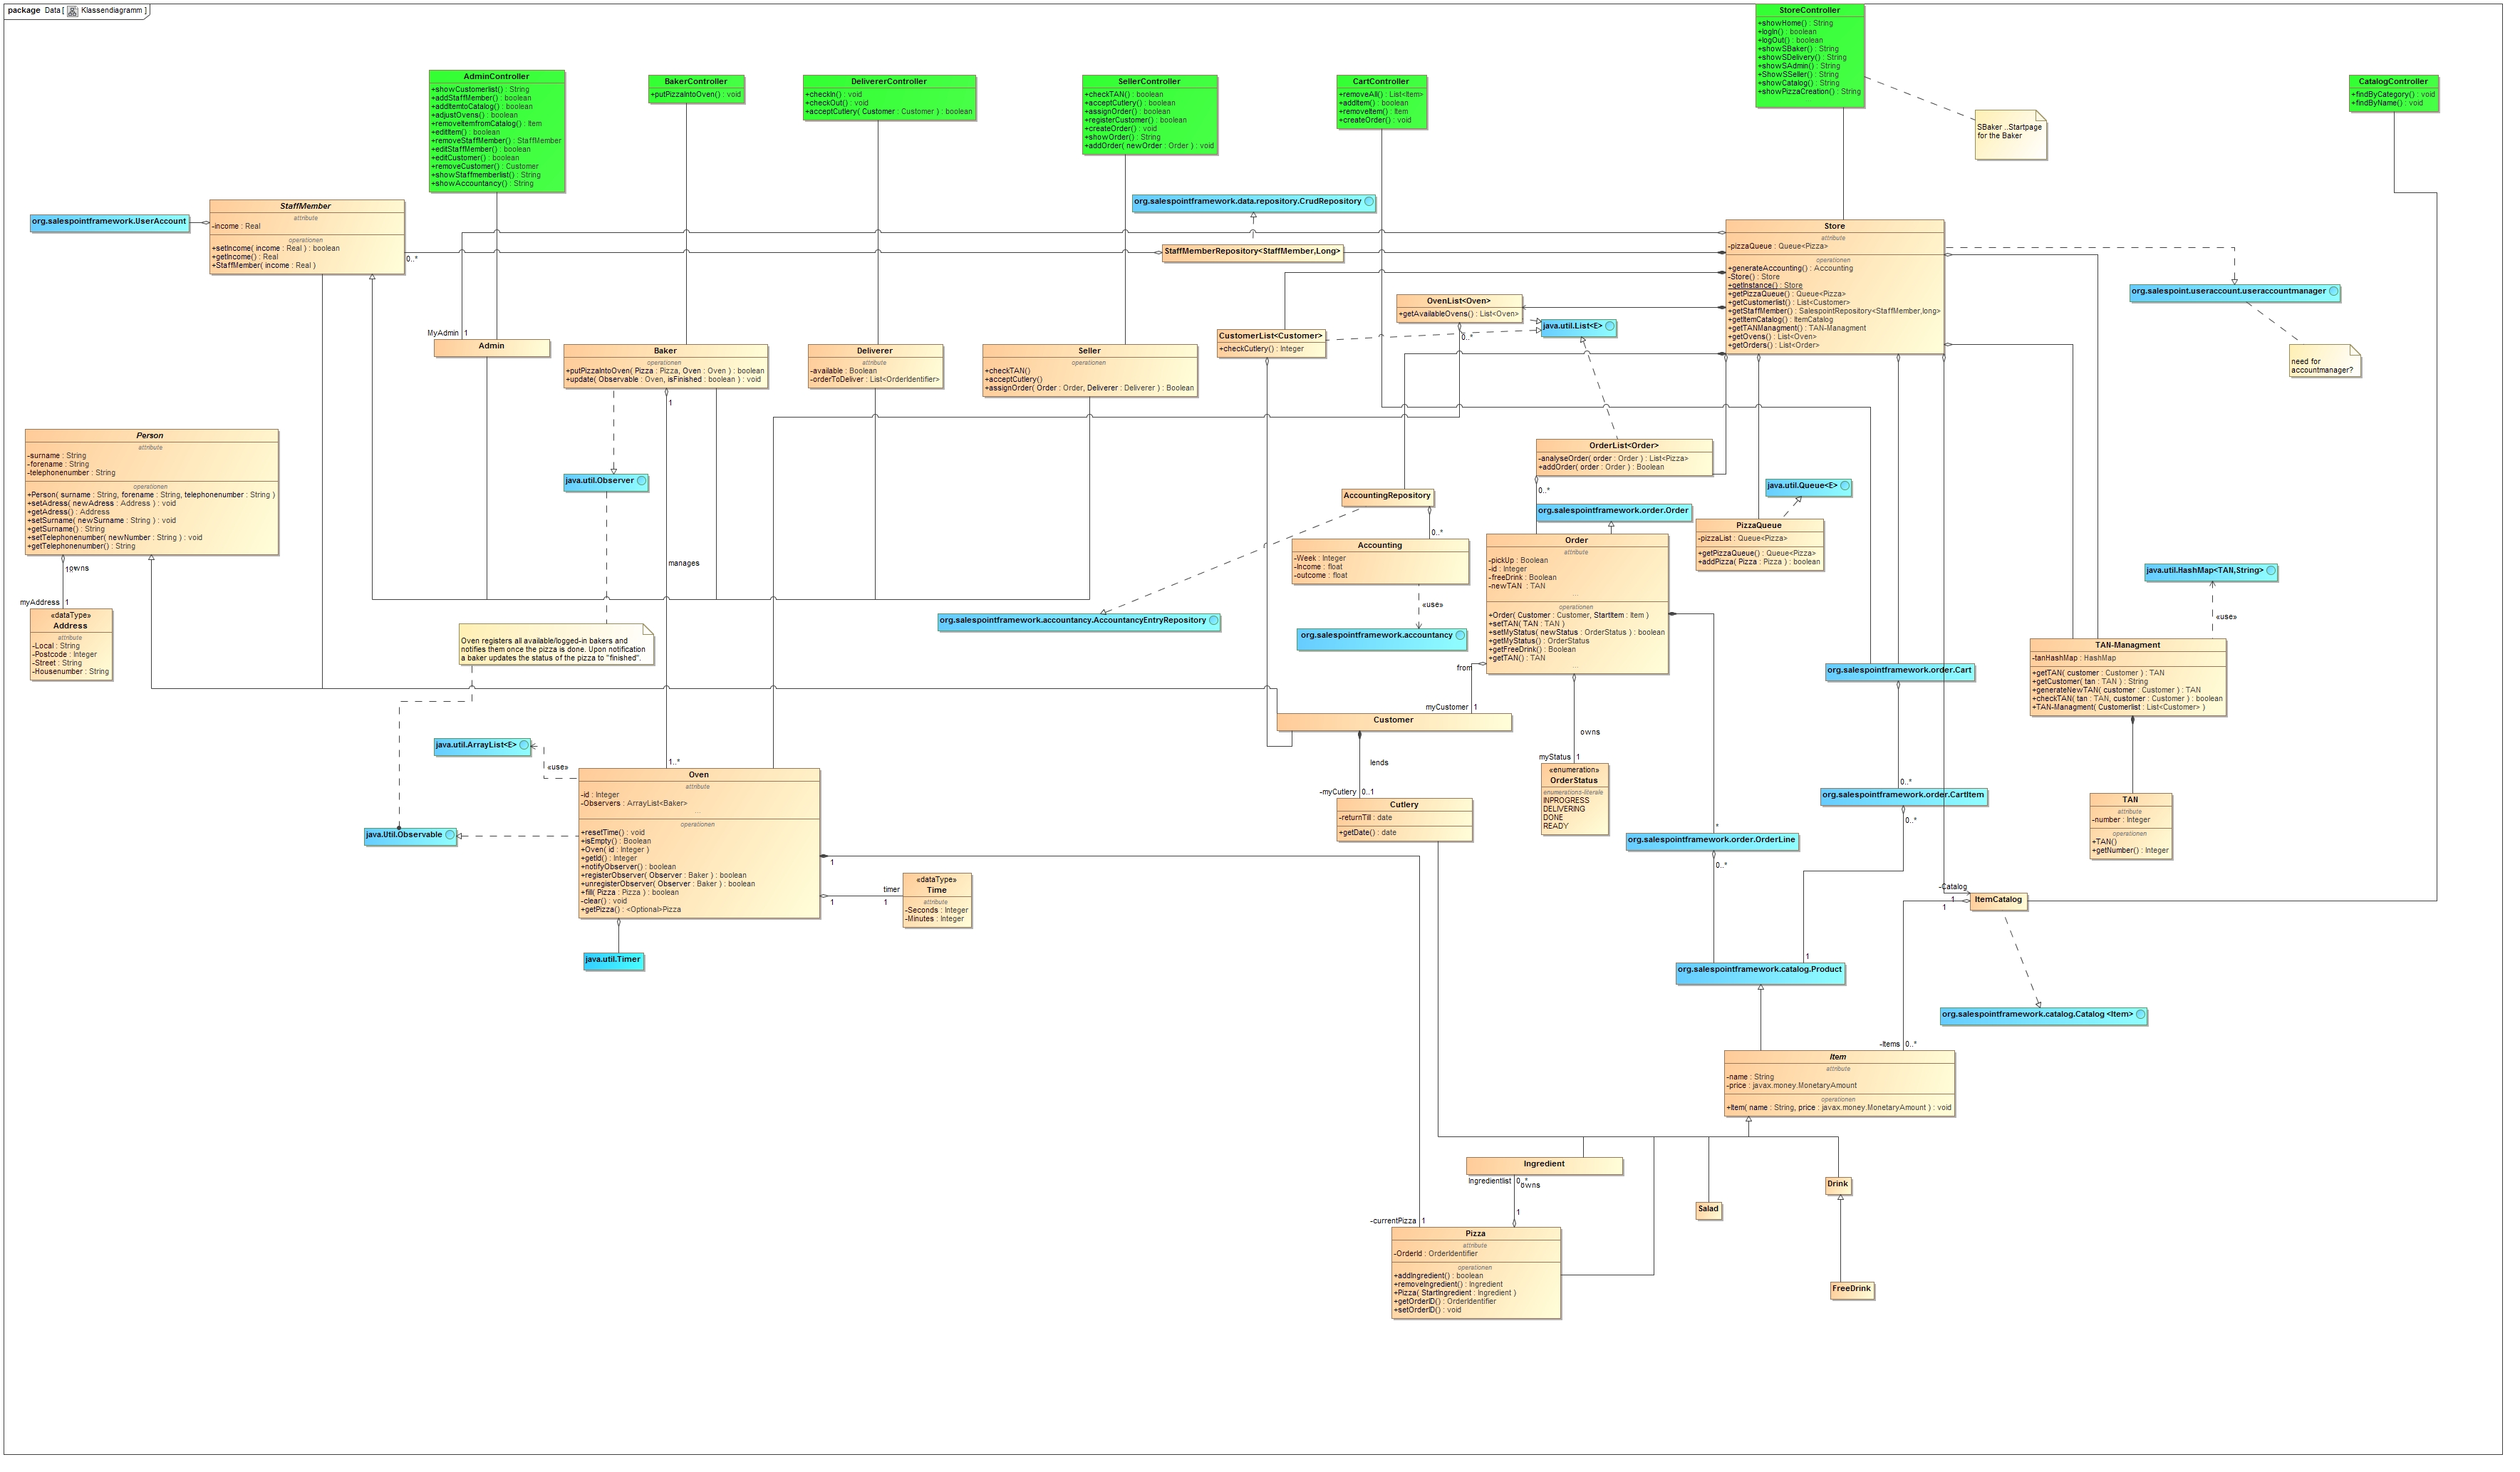 package Data [ Klassendiagramm ]
StoreController
+showHome() : String
+logIn() : boolean
+logOut() : boolean
+showSBaker() : String
+showSDelivery() : String
+showSAdmin() : String
+ShowSSeller() : String
+showCatalog() : String
+showPizzaCreation() : String
AdminController
+showCustomerlist() : String
+addStaffMember() : boolean
+addItemtoCatalog() : boolean
+adjustOvens() : boolean
+removeItemfromCatalog() : Item
+editItem() : boolean
+removeStaffMember() : StaffMember
+editStaffMember() : boolean
+editCustomer() : boolean
+removeCustomer() : Customer
+showStaffmemberlist() : String
+showAccountancy() : String
BakerController
+putPizzaIntoOven() : void
DelivererController
+checkIn() : void
+checkOut() : void
+acceptCutlery( Customer : Customer ) : boolean
SellerController
+checkTAN() : boolean
+acceptCutlery() : boolean
+assignOrder() : boolean
+registerCustomer() : boolean
+createOrder() : void
+showOrder() : String
+addOrder( newOrder : Order ) : void
CartController
+removeAll() : List<Item>
+addItem() : boolean
+removeItem() : Item
+createOrder() : void
CatalogController
+findByCategory() : void
+findByName() : void
SBaker ..Startpage
for the Baker
org.salespointframework.UserAccount
StaffMember
attribute
-income : Real
operationen
+setIncome( income : Real ) : boolean
+getIncome() : Real
+StaffMember( income : Real )
0..*
org.salespointframework.data.repository.CrudRepository
StaffMemberRepository<StaffMember,Long>
Store
attribute
-pizzaQueue : Queue<Pizza>
operationen
+generateAccounting() : Accounting
-Store() : Store
+getInstance() : Store
+getPizzaQueue() : Queue<Pizza>
+getCustomerlist() : List<Customer>
+getStaffMember() : SalespointRepository<StaffMember,long>
+getItemCatalog() : ItemCatalog
+getTANManagment() : TAN-Managment
+getOvens() : List<Oven>
+getOrders() : List<Order>
org.salespoint.useraccount.useraccountmanager
need for
accountmanager?
OvenList<Oven>
+getAvailableOvens() : List<Oven>
0..*
CustomerList<Customer>
+checkCutlery() : Integer
java.util.List<E>
MyAdmin 1
Admin
Baker
operationen
+putPizzaIntoOven( Pizza : Pizza, Oven : Oven ) : boolean
+update( Observable : Oven, isFinished : boolean ) : void
1
Deliverer
attribute
-available : Boolean
-orderToDeliver : List<OrderIdentifier>
Seller
operationen
+checkTAN()
+acceptCutlery()
+assignOrder( Order : Order, Deliverer : Deliverer ) : Boolean
Person
attribute
-surname : String
-forename : String
-telephonenumber : String
operationen
+Person( surname : String, forename : String, telephonenumber : String )
+setAdress( newAdress : Address ) : void
+getAdress() : Address
+setSurname( newSurname : String ) : void
+getSurname() : String
+setTelephonenumber( newNumber : String ) : void
+getTelephonenumber() : String
owns
myAddress 1
«dataType»
Address
attribute
-Local : String
-Postcode : Integer
-Street : String
-Housenumber : String
java.util.Observer
manages
Oven registers all available/logged-in bakers and
notifies them once the pizza is done. Upon notification
a baker updates the status of the pizza to "finished".
OrderList<Order>
-analyseOrder( order : Order ) : List<Pizza>
+addOrder( order : Order ) : Boolean
0..*
AccountingRepository
0..*
org.salespointframework.order.Order
java.util.Queue<E>
PizzaQueue
-pizzaList : Queue<Pizza>
+getPizzaQueue() : Queue<Pizza>
+addPizza( Pizza : Pizza ) : boolean
Accounting
-Week : Integer
-Income : float
-outcome : float
«use»
org.salespointframework.accountancy.AccountancyEntryRepository
org.salespointframework.accountancy
Order
attribute
-pickUp : Boolean
-id : Integer
-freeDrink : Boolean
-newTAN : TAN
...
operationen
+Order( Customer : Customer, StartItem : Item )
+setTAN( TAN : TAN )
+setMyStatus( newStatus : OrderStatus ) : boolean
+getMyStatus() : OrderStatus
+getFreeDrink() : Boolean
+getTAN() : TAN
...
from
myCustomer 1
java.util.HashMap<TAN,String>
«use»
TAN-Managment
-tanHashMap : HashMap
+getTAN( customer : Customer ) : TAN
+getCustomer( tan : TAN ) : String
+generateNewTAN( customer : Customer ) : TAN
+checkTAN( tan : TAN, customer : Customer ) : boolean
+TAN-Managment( Customerlist : List<Customer> )
org.salespointframework.order.Cart
Customer
owns
myStatus 1
lends
-myCutlery 0..1
java.util.ArrayList<E>
«use»
1..*
Oven
attribute
-id : Integer
-Observers : ArrayList<Baker>
...
operationen
+resetTime() : void
+isEmpty() : Boolean
+Oven( id : Integer )
+getId() : Integer
+notifyObserver() : boolean
+registerObserver( Observer : Baker ) : boolean
+unregisterObserver( Observer : Baker ) : boolean
+fill( Pizza : Pizza ) : boolean
-clear() : void
+getPizza() : <Optional>Pizza
java.Util.Observable
1
timer
1 1
«dataType»
Time
attribute
-Seconds : Integer
-Minutes : Integer
java.util.Timer
Cutlery
-returnTill : date
+getDate() : date
«enumeration»
OrderStatus
enumerations-literale
INPROGRESS
DELIVERING
DONE
READY
0..*
org.salespointframework.order.CartItem
0..*
*
org.salespointframework.order.OrderLine
0..*
TAN
attribute
-number : Integer
operationen
+TAN()
+getNumber() : Integer
-Catalog
1
1
ItemCatalog
1
org.salespointframework.catalog.Product
org.salespointframework.catalog.Catalog <Item>
-Items 0..*
Item
attribute
-name : String
-price : javax.money.MonetaryAmount
operationen
+Item( name : String, price : javax.money.MonetaryAmount ) : void
Ingredient
Ingredientlist 0..*
owns
1
Drink
Salad
-currentPizza 1
Pizza
attribute
-OrderId : OrderIdentifier
operationen
+addIngredient() : boolean
+removeIngredient() : Ingredient
+Pizza( StartIngredient : Ingredient )
+getOrderID() : OrderIdentifier
+setOrderID() : void
FreeDrink